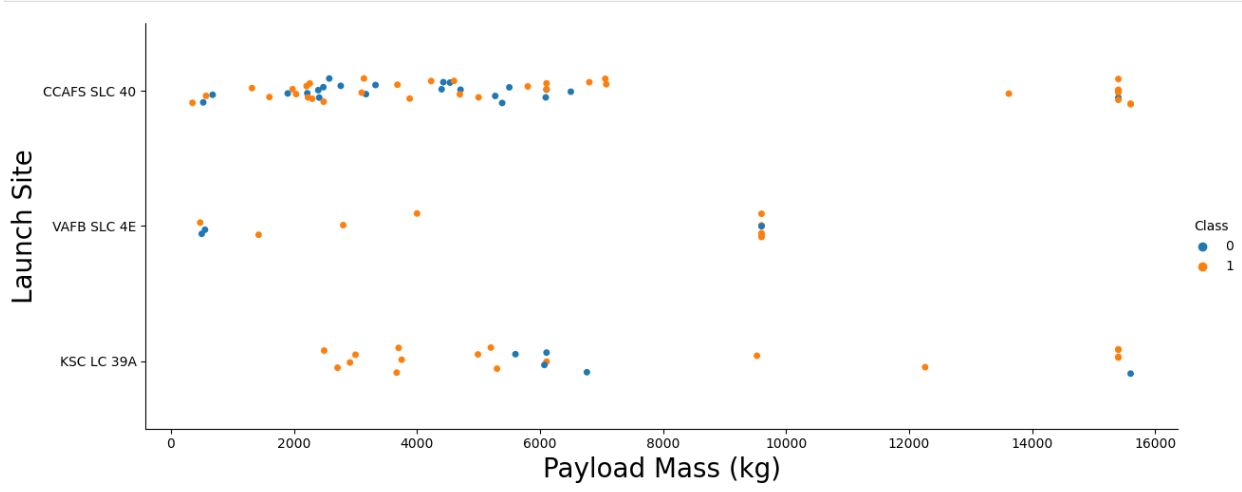 CCAFS SLC 40
VAFB SLC 4E
KSC LC 39A
Launch Site
0 2000 4000 6000 8000 10000 12000 14000 16000
Payload Mass (kg)
Class
0
1